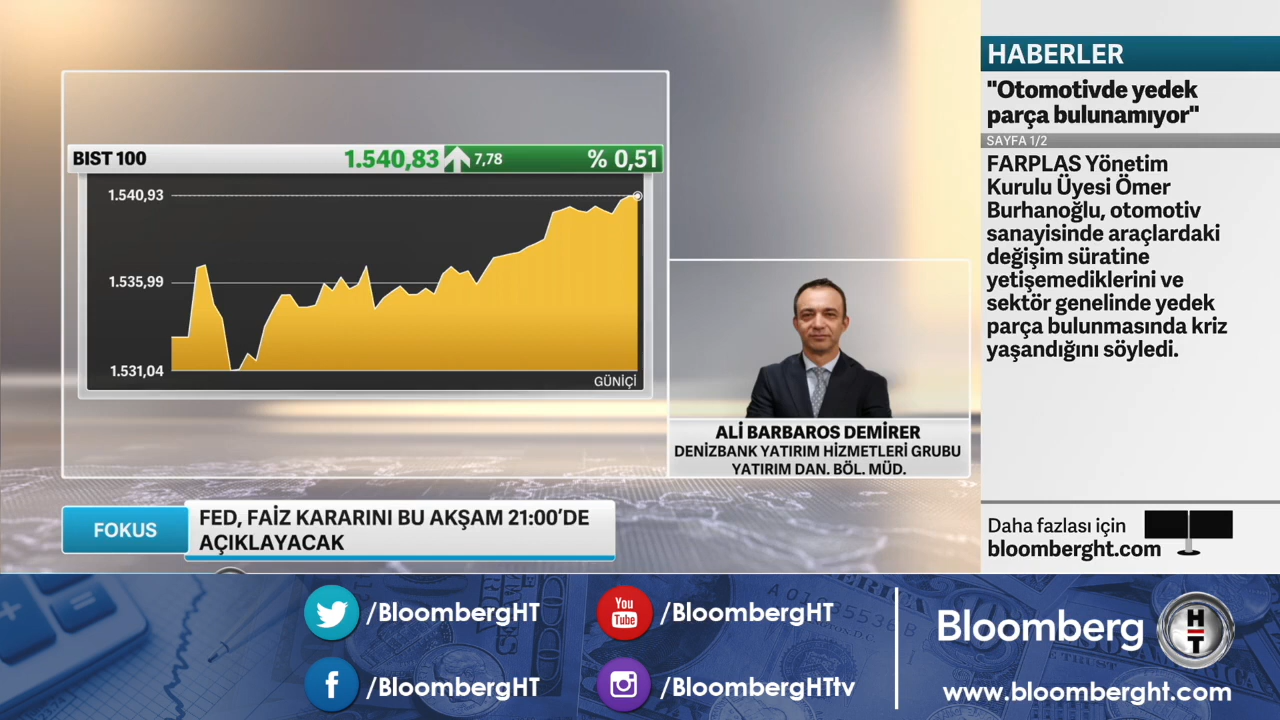 BIST 100 1.540,83 7,78 % 0,51
1.540,93
1.535,99
1.531,04
GÜNİÇİ
ALİ BARBAROS DEMİRER
DENİZBANK YATIRIM HİZMETLERİ GRUBU
YATIRIM DAN. BÖL. MÜD.
FOKUS
FED, FAİZ KARARINI BU AKŞAM 21:00'DE
AÇIKLAYACAK
HABERLER
"Otomotivde yedek
parça bulunamıyor"
SAYFA 1/2
FARPLAS Yönetim
Kurulu Üyesi Ömer
Burhanoğlu, otomotiv
sanayisinde araçlardaki
değişim süratine
yetişemediklerini ve
sektör genelinde yedek
parça bulunmasında kriz
yaşandığını söyledi.
Daha fazlası için
bloomberght.com
/BloombergHT
You
Tube
/BloombergHT
f /BloombergHT
/BloombergHTtv
Bloomberg HT
www.bloomberght.com